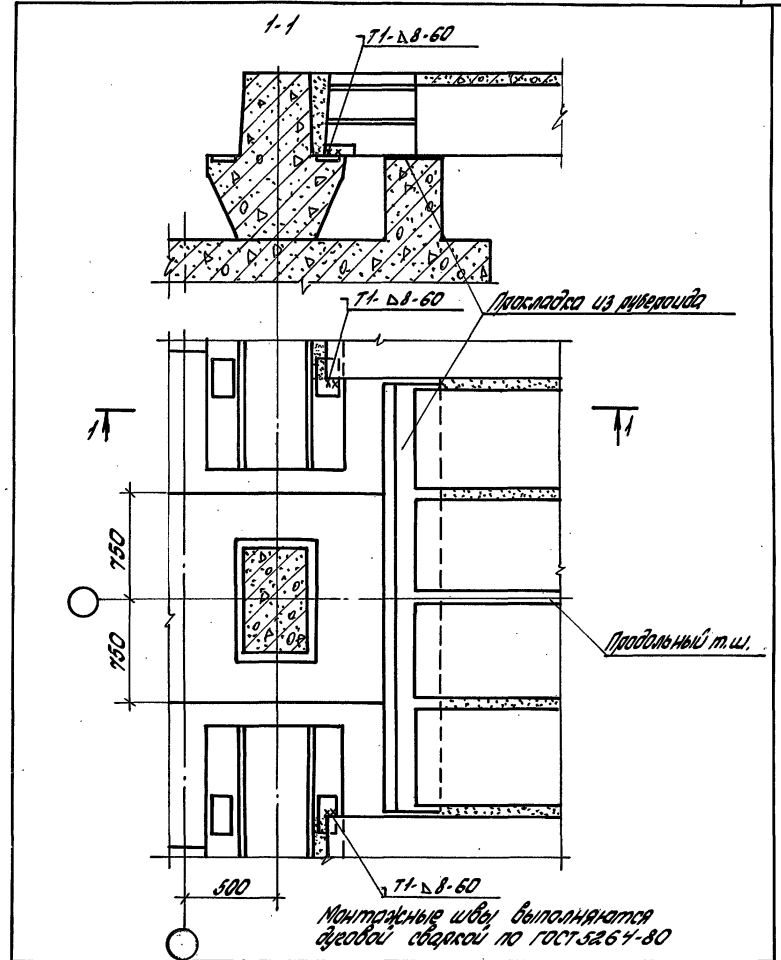 1-1
Т1-⊿8-60
Т1-⊿8-60
Прокладка из рубероида
1
1
750
750
Продольный т.ш.
500
Т1-⊿8-60
Монтажные швы выполняются
дуговой сваркой по ГОСТ 5264-80